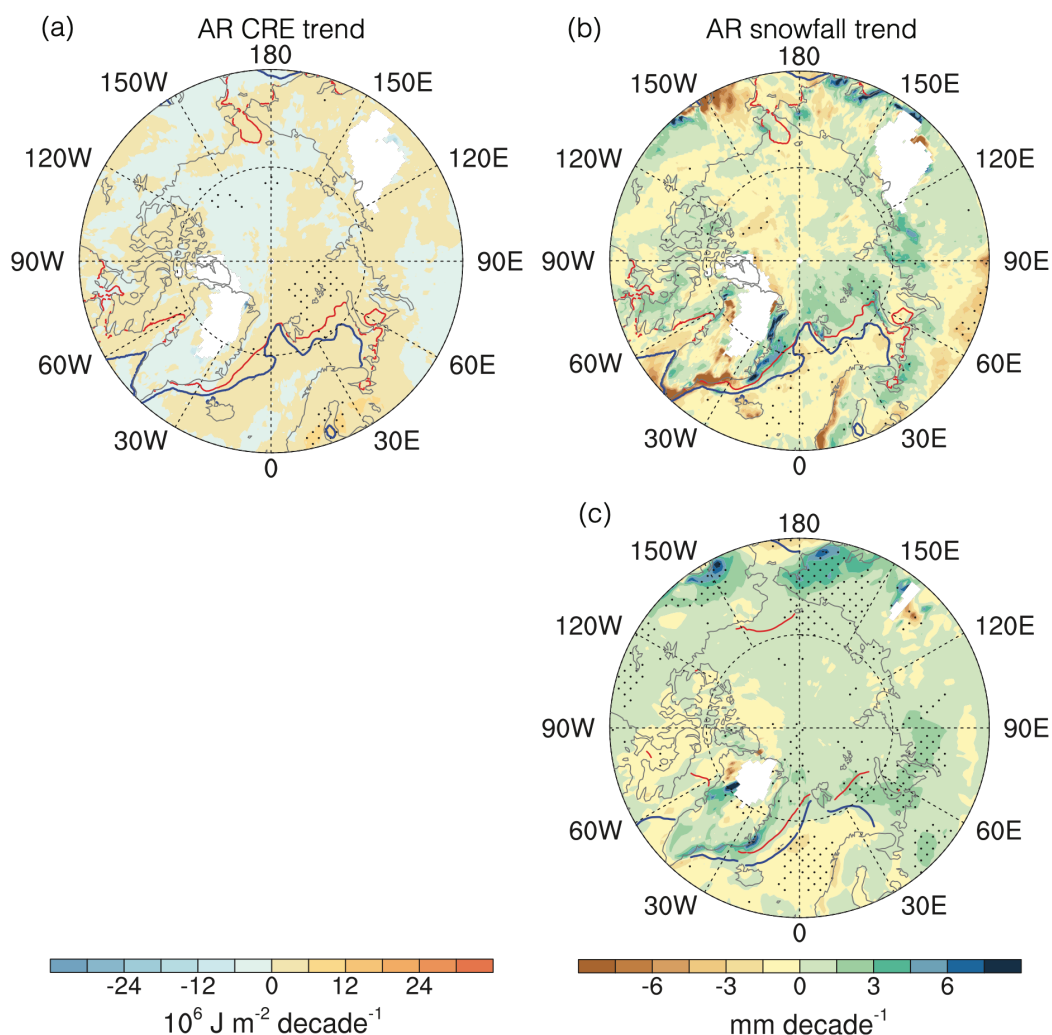 (a) AR CRE trend
180
150W 150E
120W 120E
90W 90E
60W 60E
30W 30E
0
(b) AR snowfall trend
180
150W 150E
120W 120E
90W 90E
60W 60E
30W 30E
0
(c)
180
150W 150E
120W 120E
90W 90E
60W 60E
30W 30E
0
-24 -12 0 12 24
10⁶ J m⁻² decade⁻¹
-6 -3 0 3 6
mm decade⁻¹